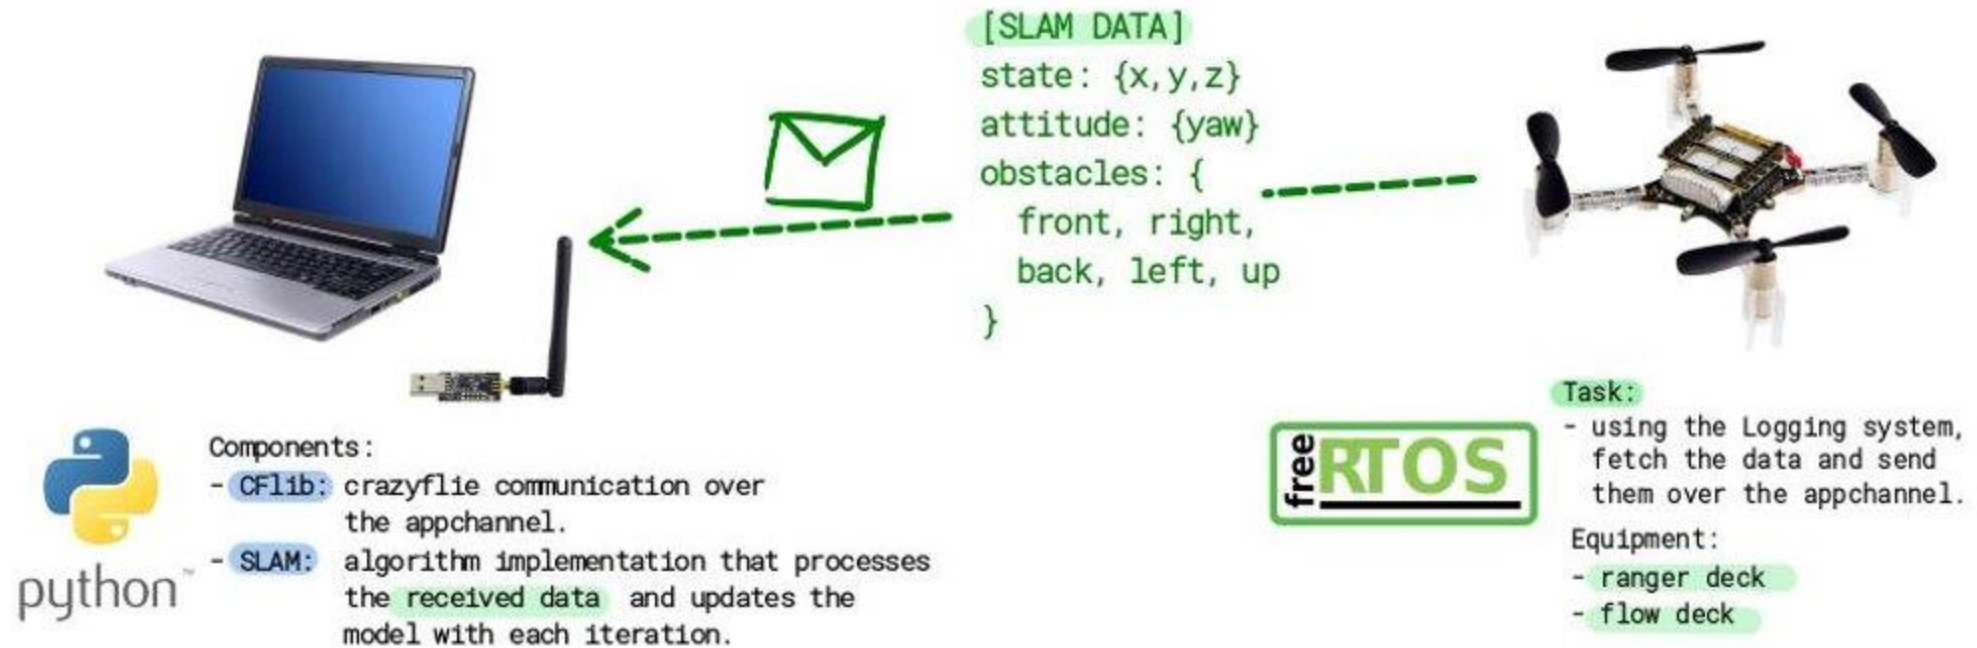 [SLAM DATA]
state: {x,y,z}
attitude: {yaw}
obstacles: {
front, right,
back, left, up
}
python™
Components:
- CFlib: crazyflie communication over
the appchannel.
- SLAM: algorithm implementation that processes
the received data and updates the
model with each iteration.
free RTOS
Task:
- using the Logging system,
fetch the data and send
them over the appchannel.
Equipment:
- ranger deck
- flow deck